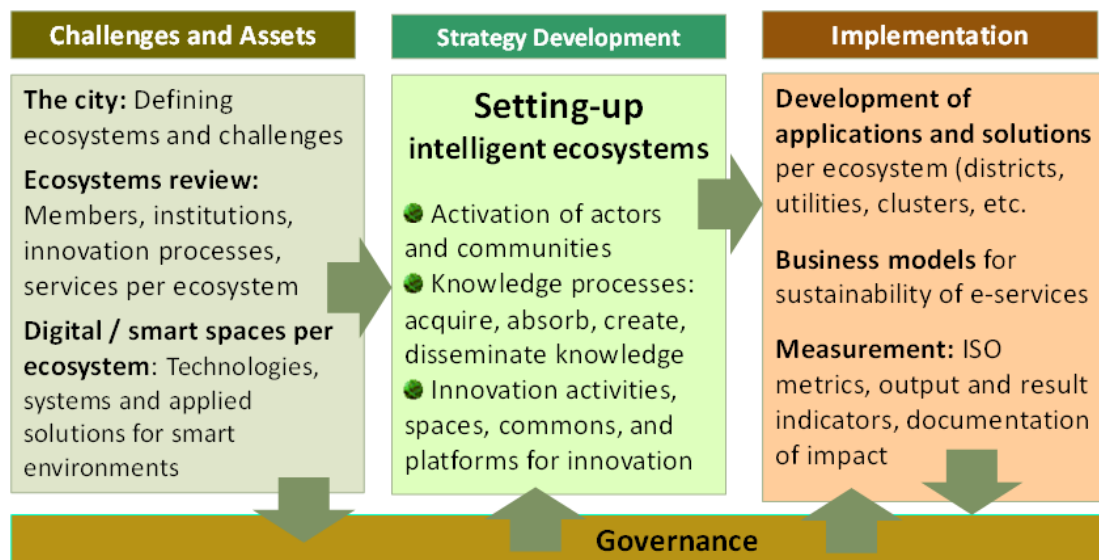 Challenges and Assets
The city: Defining
ecosystems and challenges
Ecosystems review:
Members, institutions,
innovation processes,
services per ecosystem
Digital / smart spaces per
ecosystem: Technologies,
systems and applied
solutions for smart
environments
Strategy Development
Setting-up
intelligent ecosystems
Activation of actors
and communities
Knowledge processes:
acquire, absorb, create,
disseminate knowledge
Innovation activities,
spaces, commons, and
platforms for innovation
Implementation
Development of
applications and solutions
per ecosystem (districts,
utilities, clusters, etc.
Business models for
sustainability of e-services
Measurement: ISO
metrics, output and result
indicators, documentation
of impact
Governance